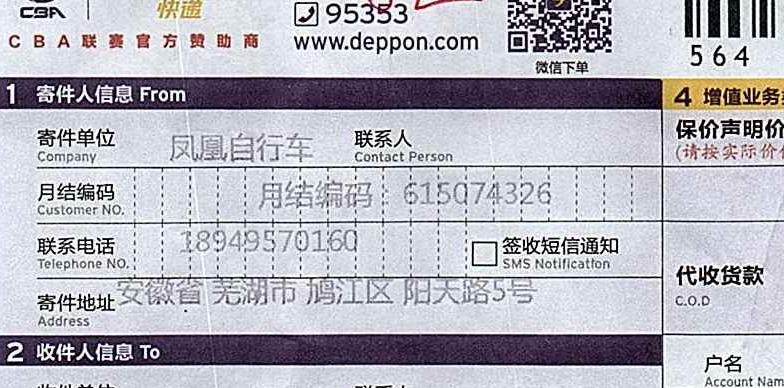 CBA 快递 95353
CBA联赛官方赞助商 www.deppon.com
微信下单
564
1 寄件人信息 From
4 增值业务
寄件单位 凤凰自行车 联系人
Company Contact Person
保价声明价
(请按实际价
月结编码 月结编码：615074326
Customer NO.
联系电话 18949570160 签收短信通知
Telephone NO. SMS Notification
代收货款
C.O.D
寄件地址 安徽省 芜湖市 鸠江区 阳天路5号
Address
2 收件人信息 To
户名
Account Nam